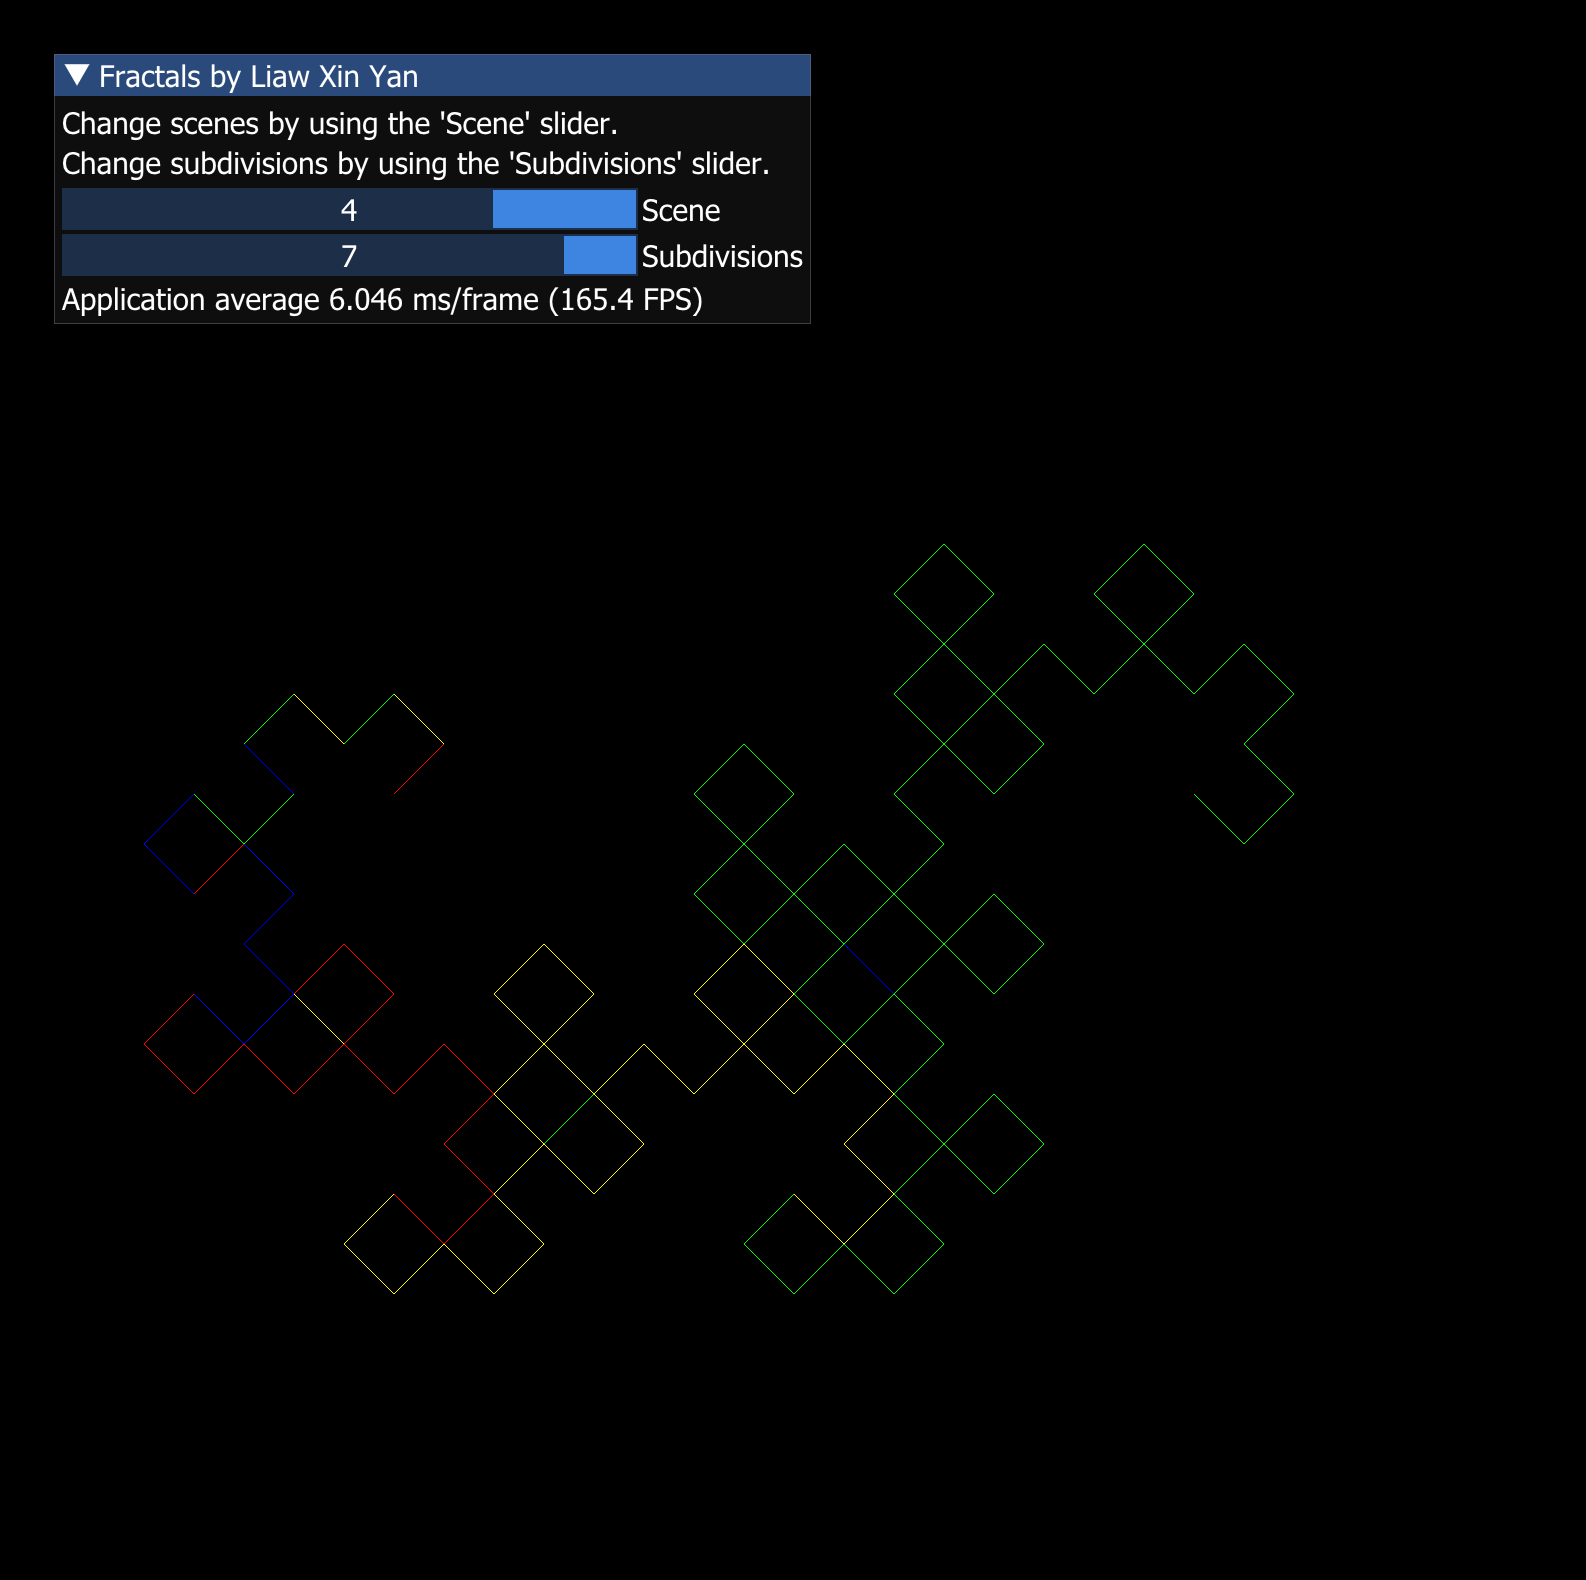 Fractals by Liaw Xin Yan
Change scenes by using the 'Scene' slider.
Change subdivisions by using the 'Subdivisions' slider.
4 Scene
7 Subdivisions
Application average 6.046 ms/frame (165.4 FPS)